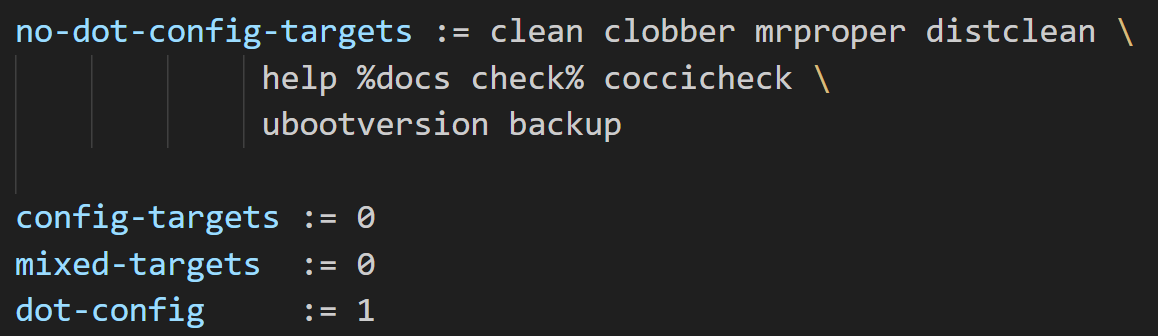 no-dot-config-targets := clean clobber mrproper distclean \
help %docs check% coccicheck \
ubootversion backup
config-targets := 0
mixed-targets  := 0
dot-config     := 1